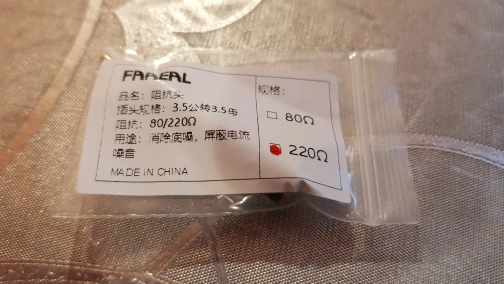 FAAEAL
品名：阻抗头
插头规格：3.5公转3.5母
阻抗：80/220Ω
用途：消除底噪，屏蔽电流
噪音
MADE IN CHINA
规格：
80Ω
220Ω